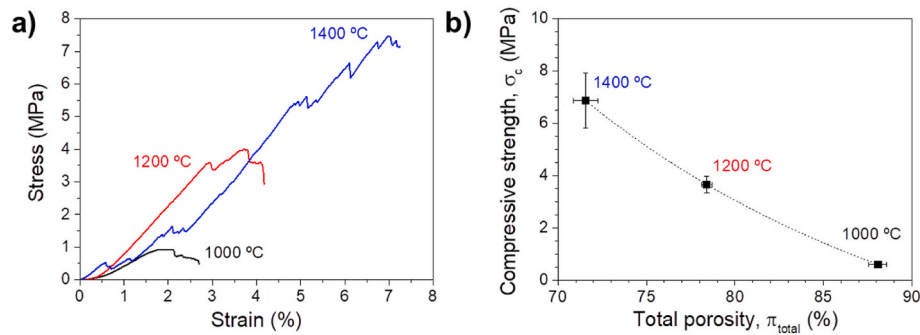 a)
8
7
6
5
4
3
2
1
0
Stress (MPa)
1400 ºC
1200 ºC
1000 ºC
0 1 2 3 4 5 6 7 8
Strain (%)
b)
10
8
6
4
2
0
Compressive strength, σc (MPa)
1400 ºC
1200 ºC
1000 ºC
70 75 80 85 90
Total porosity, πtotal (%)